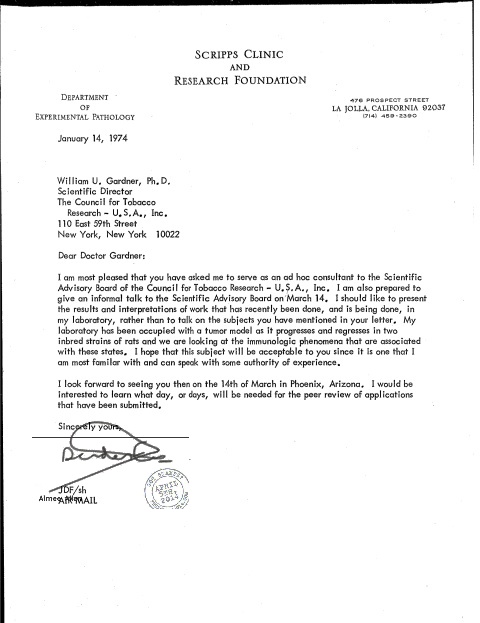 SCRIPPS CLINIC
AND
RESEARCH FOUNDATION
DEPARTMENT
OF
EXPERIMENTAL PATHOLOGY
476 PROSPECT STREET
LA JOLLA, CALIFORNIA 92037
(714) 459-2390
January 14, 1974
William U. Gardner, Ph.D.
Scientific Director
The Council for Tobacco
Research - U.S.A., Inc.
110 East 59th Street
New York, New York 10022
Dear Doctor Gardner:
I am most pleased that you have asked me to serve as an ad hoc consultant to the Scientific
Advisory Board of the Council for Tobacco Research - U.S.A., Inc. I am also prepared to
give an informal talk to the Scientific Advisory Board on March 14. I should like to present
the results and interpretations of work that has recently been done, and is being done, in
my laboratory, rather than to talk on the subjects you have mentioned in your letter. My
laboratory has been occupied with a tumor model as it progresses and regresses in two
inbred strains of rats and we are looking at the immunologic phenomena that are associated
with these states. I hope that this subject will be acceptable to you since it is one that I
am most familar with and can speak with some authority of experience.
I look forward to seeing you then on the 14th of March in Phoenix, Arizona. I would be
interested to learn what day, or days, will be needed for the peer review of applications
that have been submitted.
Sincerely yours,
JDF/sh
AIR MAIL
APRIL
2014